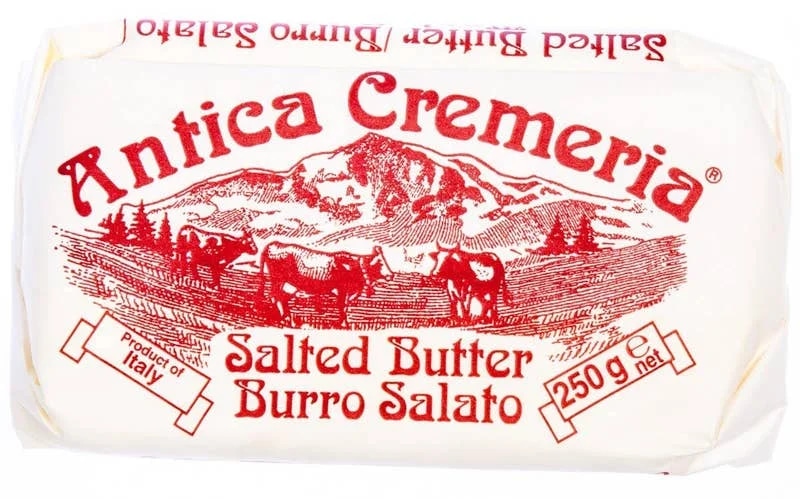 Salted Butter/Burro Salato
Antica Cremeria®
Product of
Italy
Salted Butter
Burro Salato
250 g e
net